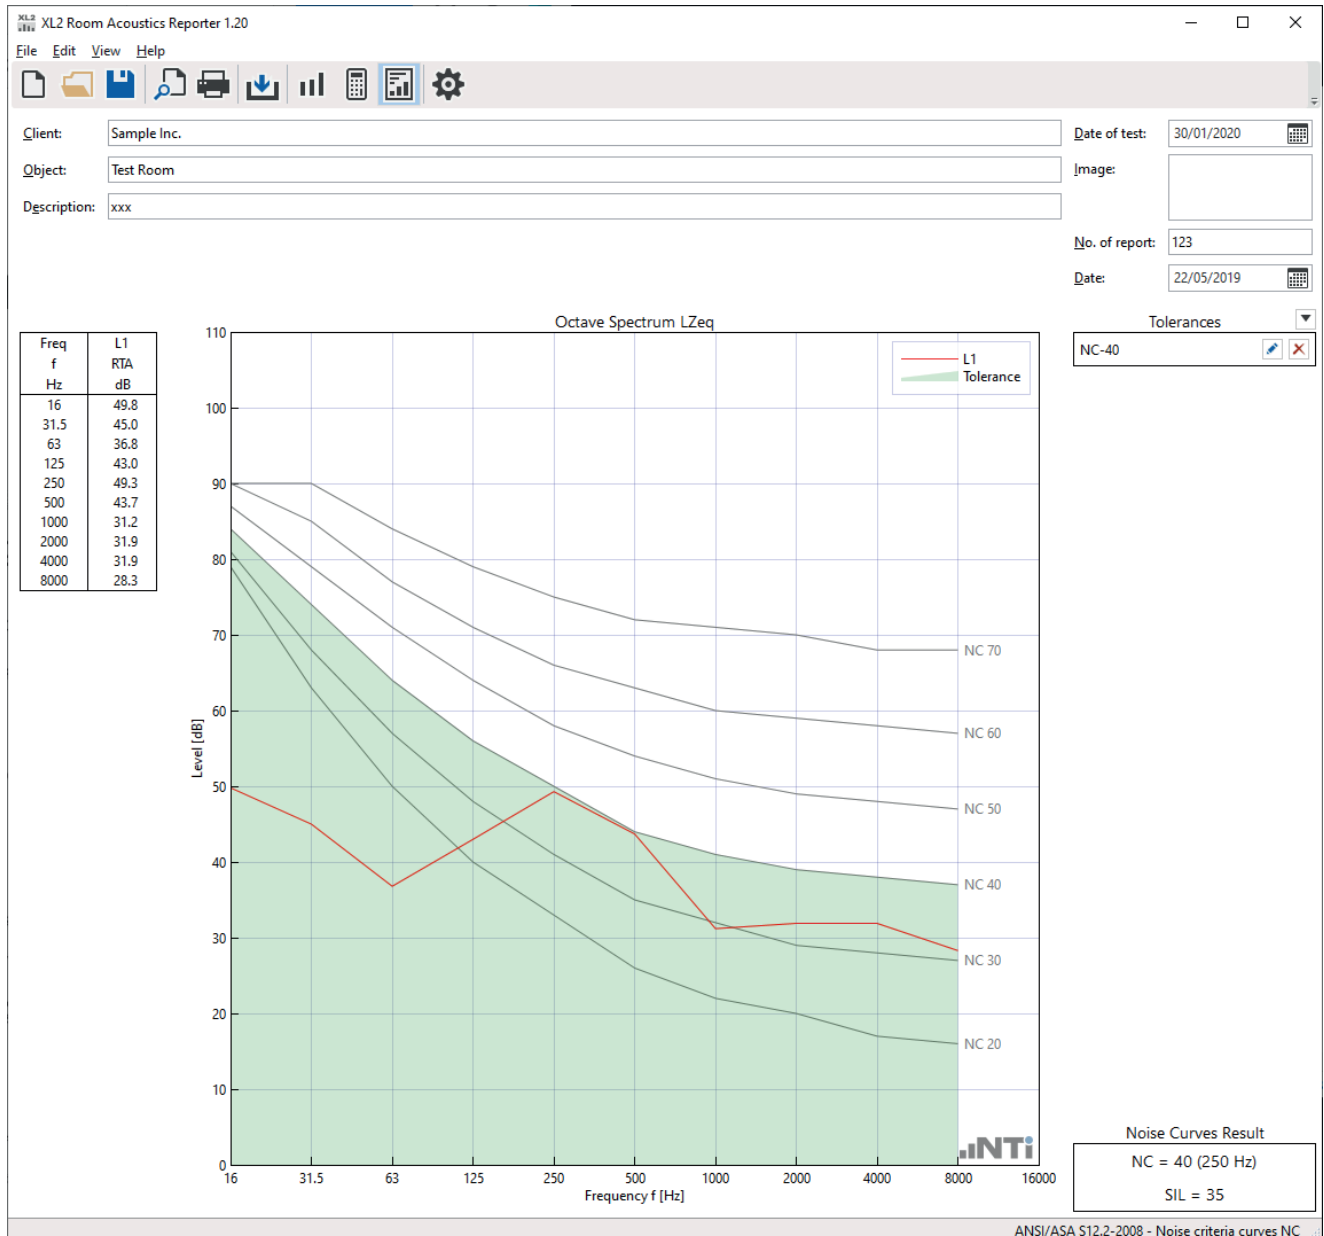 XL2 XL2 Room Acoustics Reporter 1.20
File Edit View Help
Client: Sample Inc. Date of test: 30/01/2020
Object: Test Room Image:
Description: xxx
No. of report: 123
Date: 22/05/2019
Octave Spectrum LZeq
Tolerances
NC-40
Freq L1
f RTA
Hz dB
16 49.8
31.5 45.0
63 36.8
125 43.0
250 49.3
500 43.7
1000 31.2
2000 31.9
4000 31.9
8000 28.3
L1
Tolerance
110
100
90
80
70
60
50
40
30
20
10
0
Level [dB]
NC 70
NC 60
NC 50
NC 40
NC 30
NC 20
NTi
16 31.5 63 125 250 500 1000 2000 4000 8000 16000
Frequency f [Hz]
Noise Curves Result
NC = 40 (250 Hz)
SIL = 35
ANSI/ASA S12.2-2008 - Noise criteria curves NC